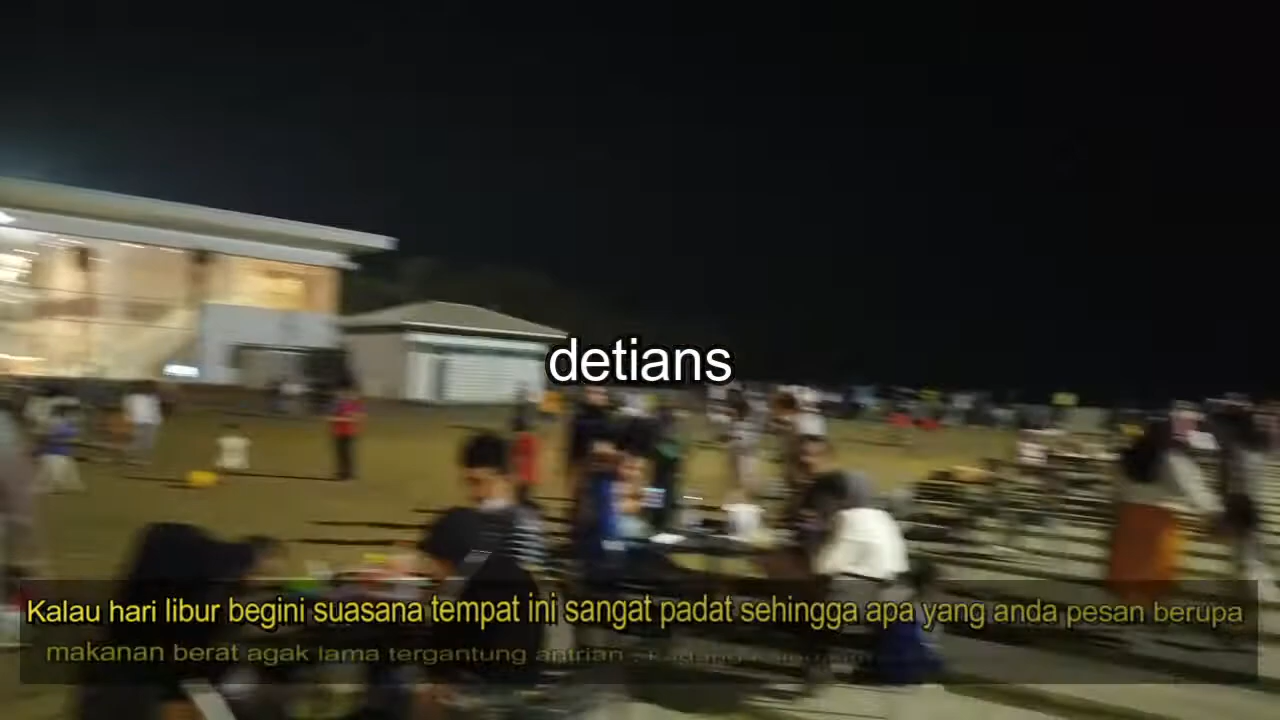 detians
Kalau hari libur begini suasana tempat ini sangat padat sehingga apa yang anda pesan berupa
makanan berat agak lama tergantung antrian .